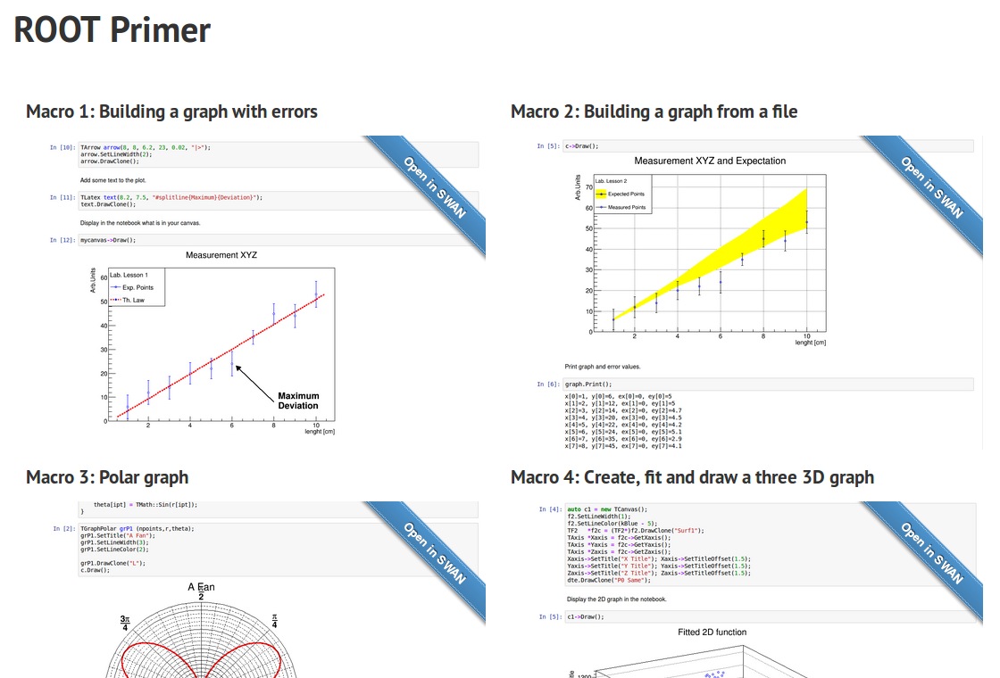 ROOT Primer
Macro 1: Building a graph with errors
In [10]: TArrow arrow(8, 8, 6.2, 23, 0.02, "|>");
arrow.SetLineWidth(2);
arrow.DrawClone();
Add some text to the plot.
In [11]: TLatex text(8.2, 7.5, "#splitline{Maximum}{Deviation}");
text.DrawClone();
Display in the notebook what is in your canvas.
In [12]: mycanvas->Draw();
Open in SWAN
Measurement XYZ
Arb.Units
Lab. Lesson 1
Exp. Points
Th. Law
60
50
40
30
20
10
0
2
4
6
8
10
lenght [cm]
Maximum
Deviation
Macro 2: Building a graph from a file
In [5]: c->Draw();
Open in SWAN
Measurement XYZ and Expectation
Arb.Units
Lab. Lesson 2
Expected Points
Measured Points
70
60
50
40
30
20
10
0
2
4
6
8
10
lenght [cm]
Print graph and error values.
In [6]: graph.Print();
x[0]=1, y[0]=6, ex[0]=0, ey[0]=5
x[1]=2, y[1]=12, ex[1]=0, ey[1]=5
x[2]=3, y[2]=14, ex[2]=0, ey[2]=4.7
x[3]=4, y[3]=20, ex[3]=0, ey[3]=4.5
x[4]=5, y[4]=22, ex[4]=0, ey[4]=4.2
x[5]=6, y[5]=24, ex[5]=0, ey[5]=5.1
x[6]=7, y[6]=35, ex[6]=0, ey[6]=2.9
x[7]=8, y[7]=45, ex[7]=0, ey[7]=4.1
Macro 3: Polar graph
theta[ipt] = TMath::Sin(r[ipt]);
}
In [2]: TGraphPolar grP1 (npoints,r,theta);
grP1.SetTitle("A Fan");
grP1.SetLineWidth(3);
grP1.SetLineColor(2);
grP1.DrawClone("L");
c.Draw();
Open in SWAN
A Fan
2
3π
4
π
4
Macro 4: Create, fit and draw a three 3D graph
In [4]: auto c1 = new TCanvas();
f2.SetLineWidth(1);
f2.SetLineColor(kBlue - 5);
TF2   *f2c = (TF2*)f2.DrawClone("Surf1");
TAxis *Xaxis = f2c->GetXaxis();
TAxis *Yaxis = f2c->GetYaxis();
TAxis *Zaxis = f2c->GetZaxis();
Xaxis->SetTitle("X Title"); Xaxis->SetTitleOffset(1.5);
Yaxis->SetTitle("Y Title"); Yaxis->SetTitleOffset(1.5);
Zaxis->SetTitle("Z Title"); Zaxis->SetTitleOffset(1.5);
dte.DrawClone("P0 Same");
Display the 2D graph in the notebook.
In [5]: c1->Draw();
Open in SWAN
Fitted 2D function